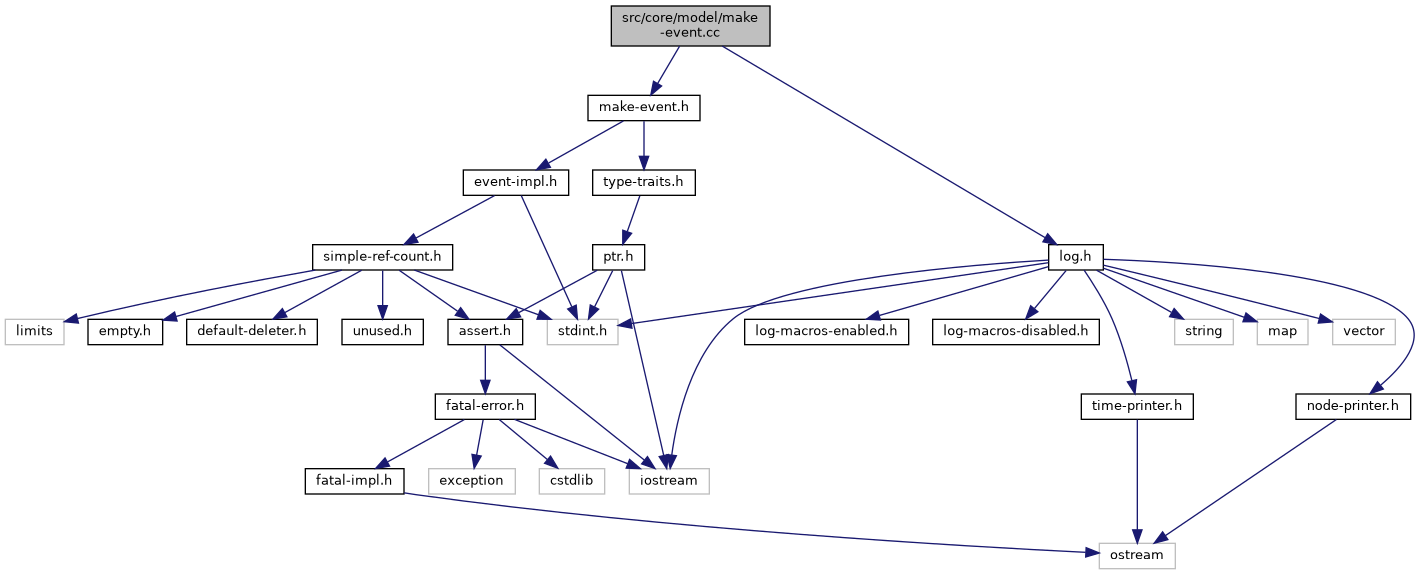 src/core/model/make
-event.cc
make-event.h
event-impl.h
type-traits.h
simple-ref-count.h
ptr.h
log.h
limits
empty.h
default-deleter.h
unused.h
assert.h
stdint.h
log-macros-enabled.h
log-macros-disabled.h
string
map
vector
fatal-error.h
time-printer.h
node-printer.h
fatal-impl.h
exception
cstdlib
iostream
ostream